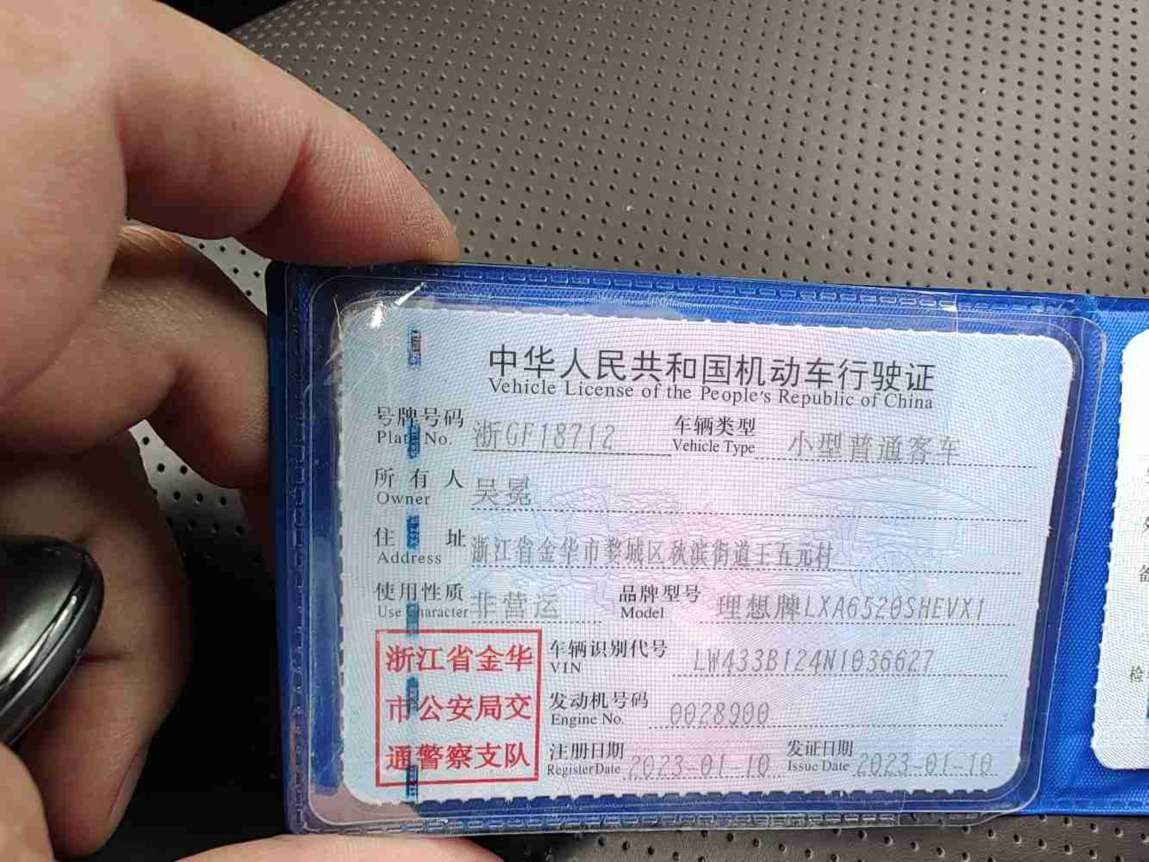 中华人民共和国机动车行驶证
Vehicle License of the People's Republic of China
号牌号码 浙GF18712 车辆类型 小型普通客车
Plate No. Vehicle Type
所有人 吴冕
Owner
住址 浙江省金华市婺城区秋滨街道王五元村
Address
使用性质 非营运 品牌型号 理想牌LXA6520SHEVX1
Use Character Model
浙江省金华
市公安局交
通警察支队
车辆识别代号 LW433B124N1036627
VIN
发动机号码 0028900
Engine No.
注册日期 2023-01-10 发证日期 2023-01-10
Register Date Issue Date
检